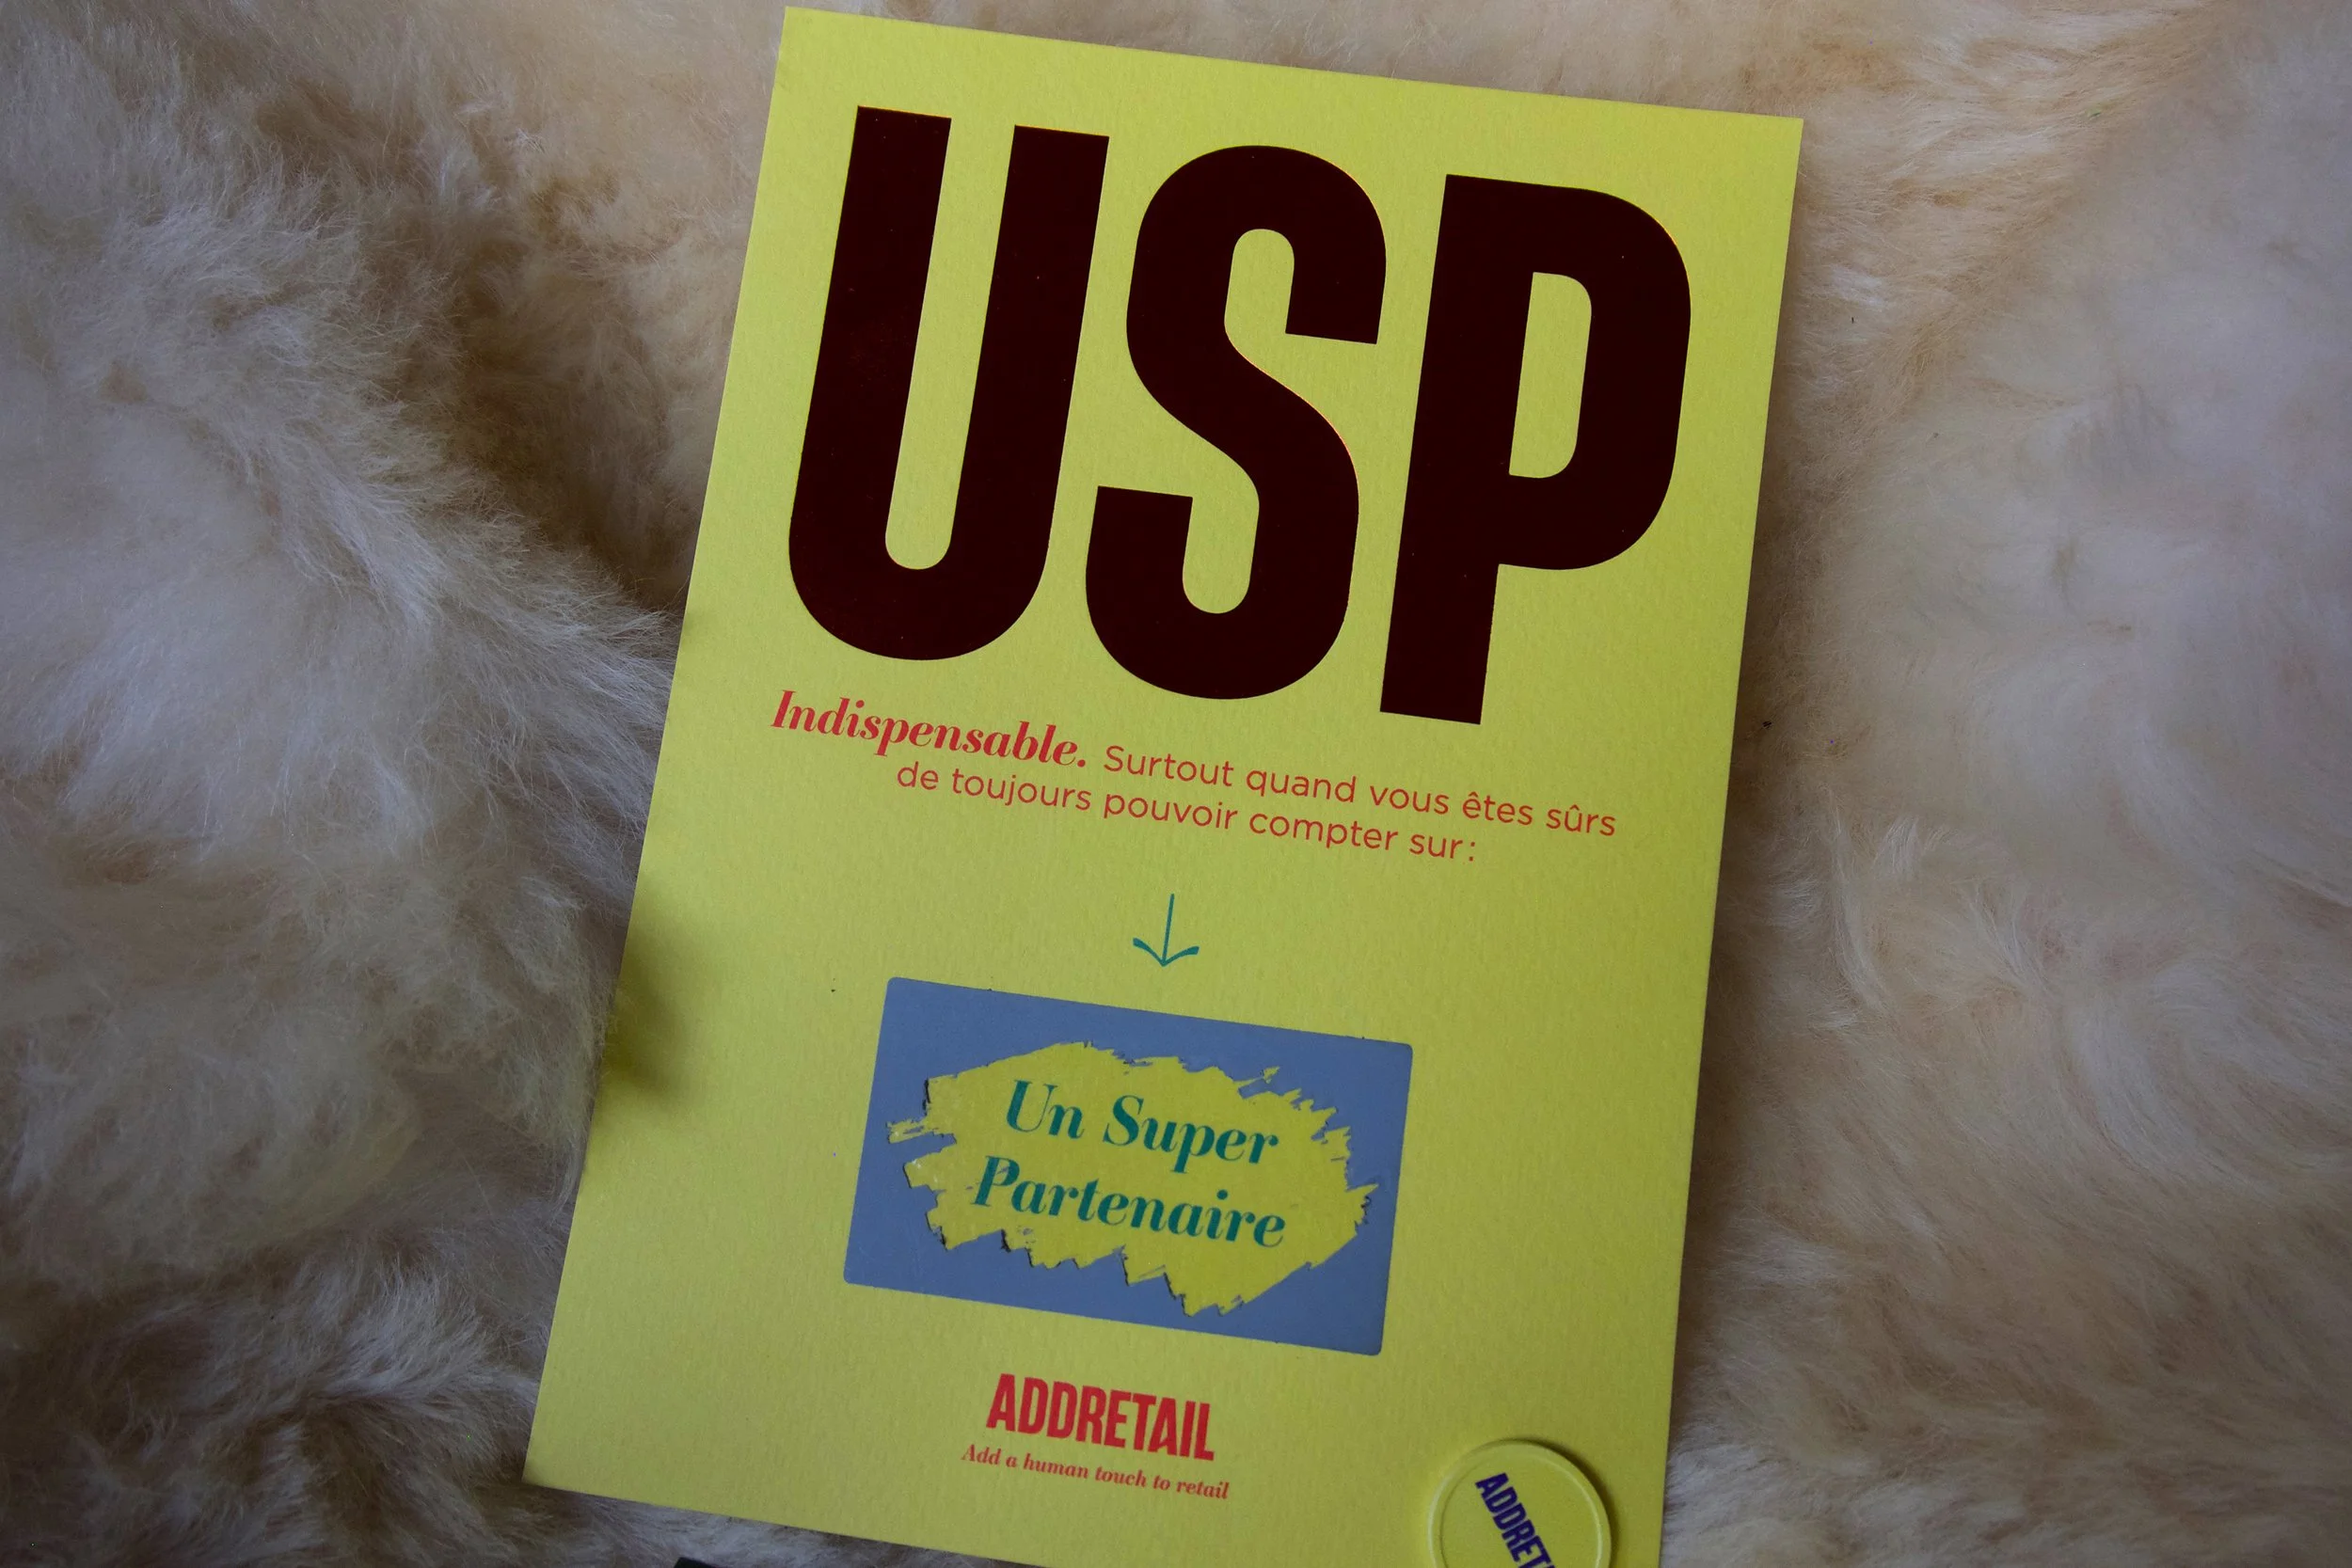 USP
Indispensable. Surtout quand vous êtes sûrs
de toujours pouvoir compter sur :
Un Super
Partenaire
ADDRETAIL
Add a human touch to retail